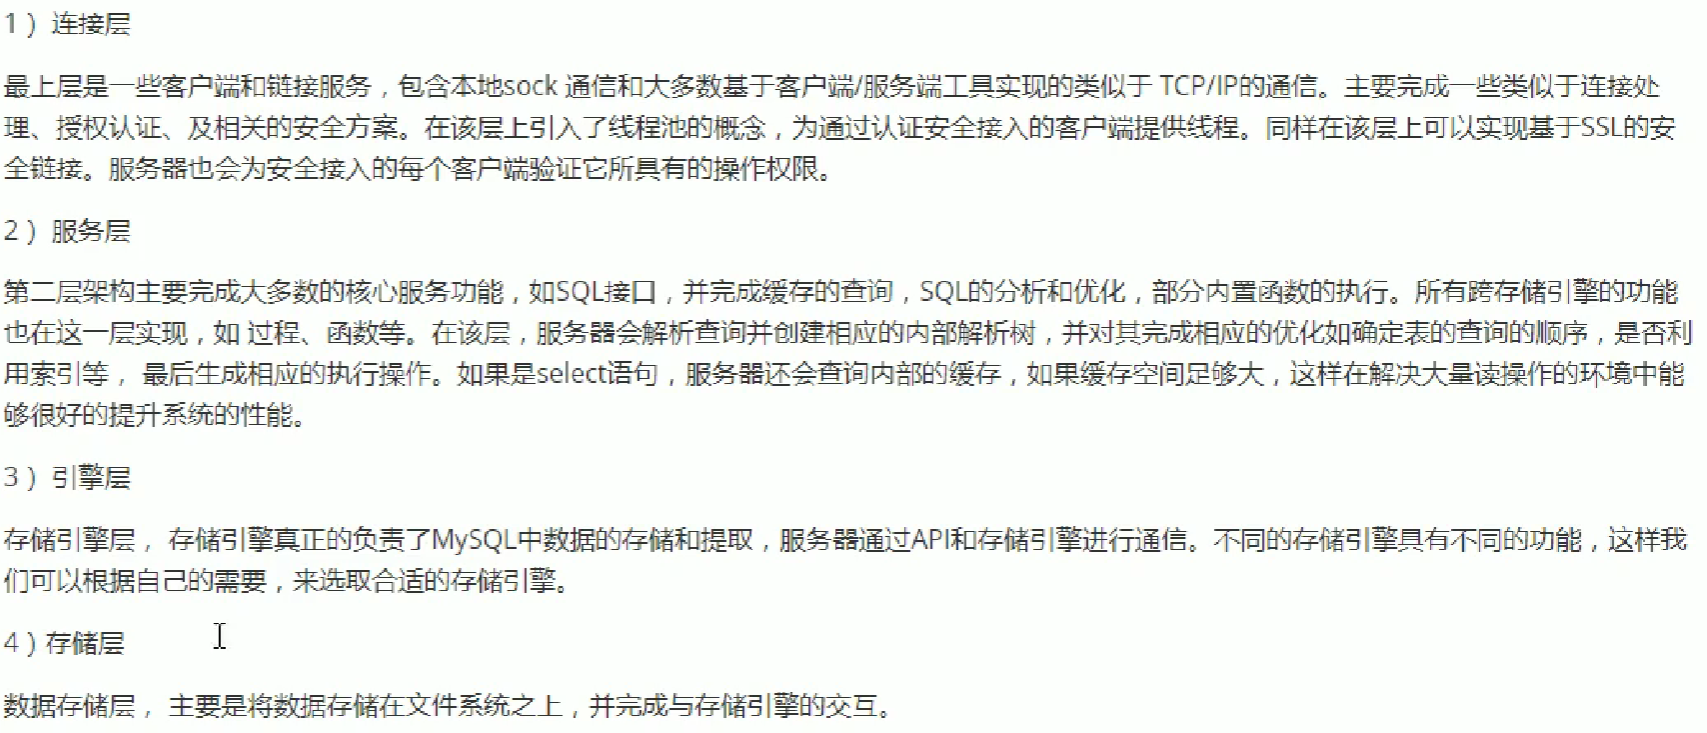 1）连接层
最上层是一些客户端和链接服务，包含本地sock 通信和大多数基于客户端/服务端工具实现的类似于 TCP/IP的通信。主要完成一些类似于连接处
理、授权认证、及相关的安全方案。在该层上引入了线程池的概念，为通过认证安全接入的客户端提供线程。同样在该层上可以实现基于SSL的安
全链接。服务器也会为安全接入的每个客户端验证它所具有的操作权限。
2）服务层
第二层架构主要完成大多数的核心服务功能，如SQL接口，并完成缓存的查询，SQL的分析和优化，部分内置函数的执行。所有跨存储引擎的功能
也在这一层实现，如 过程、函数等。在该层，服务器会解析查询并创建相应的内部解析树，并对其完成相应的优化如确定表的查询的顺序，是否利
用索引等， 最后生成相应的执行操作。如果是select语句，服务器还会查询内部的缓存，如果缓存空间足够大，这样在解决大量读操作的环境中能
够很好的提升系统的性能。
3）引擎层
存储引擎层， 存储引擎真正的负责了MySQL中数据的存储和提取，服务器通过API和存储引擎进行通信。不同的存储引擎具有不同的功能，这样我
们可以根据自己的需要，来选取合适的存储引擎。
4）存储层
数据存储层， 主要是将数据存储在文件系统之上，并完成与存储引擎的交互。